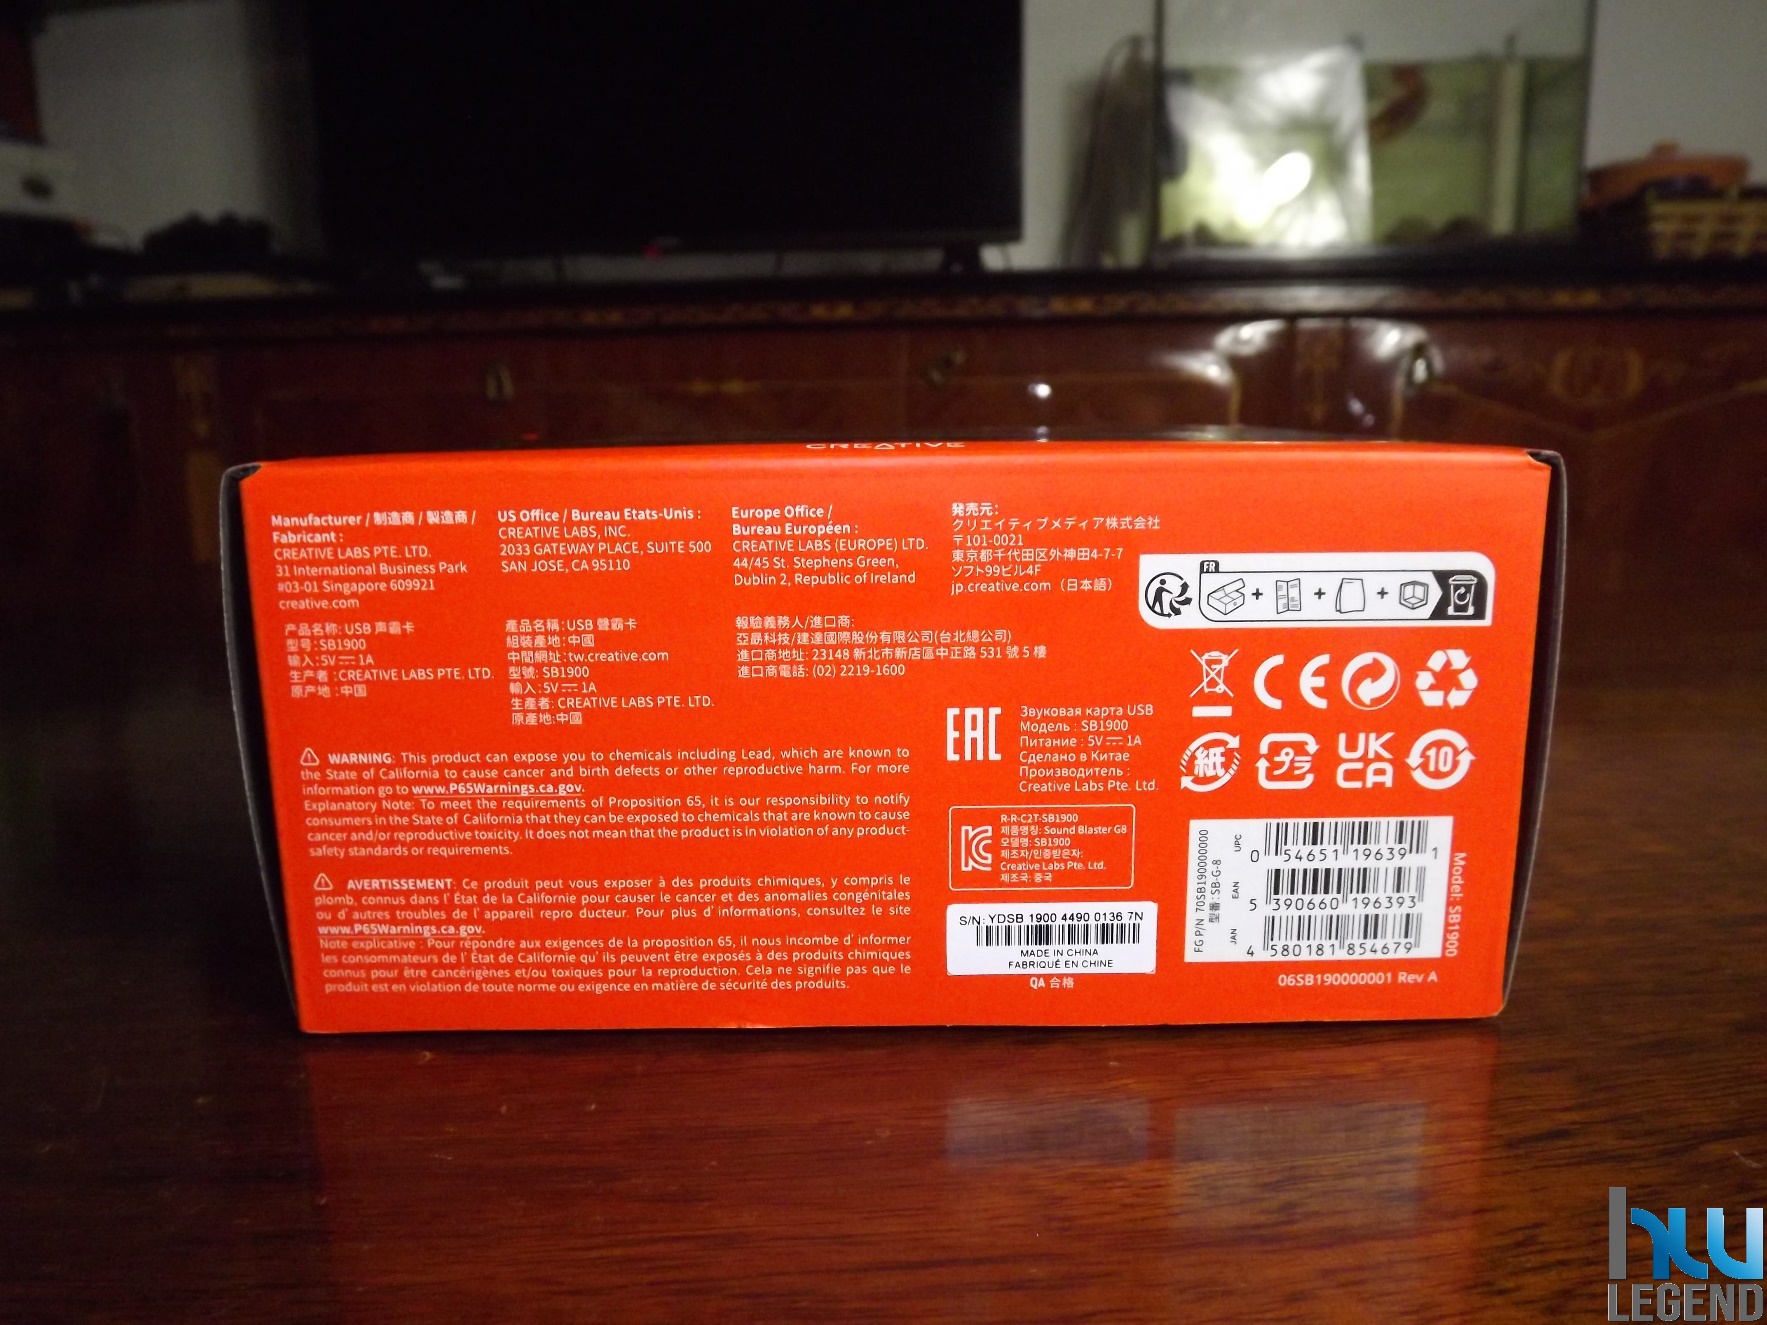 CREATIVE
Manufacturer / 制造商 / 製造商 /
Fabricant :
CREATIVE LABS PTE. LTD.
31 International Business Park
#03-01 Singapore 609921
creative.com
US Office / Bureau Etats-Unis :
CREATIVE LABS, INC.
2033 GATEWAY PLACE, SUITE 500
SAN JOSE, CA 95110
Europe Office /
Bureau Européen :
CREATIVE LABS (EUROPE) LTD.
44/45 St. Stephens Green,
Dublin 2, Republic of Ireland
発売元:
クリエイティブメディア株式会社
〒101-0021
東京都千代田区外神田4-7-7
ソフト99ビル4F
jp.creative.com（日本語）
FR
产品名称: USB 声霸卡
型号: SB1900
输入: 5V⎓1A
生产者 :CREATIVE LABS PTE. LTD.
原产地 :中国
產品名稱: USB 聲霸卡
組裝產地: 中國
中間網址: tw.creative.com
型號: SB1900
輸入: 5V⎓1A
生產者: CREATIVE LABS PTE. LTD.
原產地:中國
報驗義務人/進口商:
亞晶科技/建達國際股份有限公司(台北總公司)
進口商地址: 23148 新北市新店區中正路 531 號 5 樓
進口商電話: (02) 2219-1600
WARNING: This product can expose you to chemicals including Lead, which are known to
the State of California to cause cancer and birth defects or other reproductive harm. For more
information go to www.P65Warnings.ca.gov.
Explanatory Note: To meet the requirements of Proposition 65, it is our responsibility to notify
consumers in the State of California that they can be exposed to chemicals that are known to cause
cancer and/or reproductive toxicity. It does not mean that the product is in violation of any product-
safety standards or requirements.
AVERTISSEMENT: Ce produit peut vous exposer à des produits chimiques, y compris le
plomb, connus dans l' État de la Californie pour causer le cancer et des anomalies congénitales
ou d' autres troubles de l' appareil repro ducteur. Pour plus d' informations, consultez le site
www.P65Warnings.ca.gov.
Note explicative : Pour répondre aux exigences de la proposition 65, il nous incombe d' informer
les consommateurs de l' État de Californie qu' ils peuvent être exposés à des produits chimiques
connus pour être cancérigènes et/ou toxiques pour la reproduction. Cela ne signifie pas que le
produit est en violation de toute norme ou exigence en matière de sécurité des produits.
EAC
Звуковая карта USB
Модель : SB1900
Питание : 5V⎓1A
Сделано в Китае
Производитель :
Creative Labs Pte. Ltd.
R-R-C2T-SB1900
제품명칭: Sound Blaster G8
모델명: SB1900
제조자/인증받은자:
Creative Labs Pte. Ltd.
제조국: 중국
S/N: YDSB 1900 4490 0136 7N
MADE IN CHINA
FABRIQUÉ EN CHINE
QA 合格
CE
紙
プラ
UK
CA
10
FG P/N 70SB190000000
型番:SB-G-8
UPC
0 54651 19639 1
EAN
5 390660 196393
JAN
4 580181 854679
Model: SB1900
06SB190000001 Rev A
HW
LEGEND